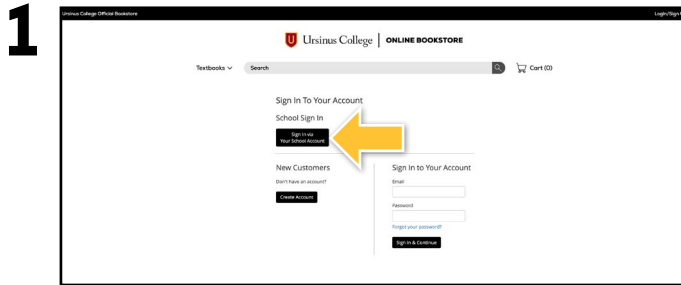 1
Ursinus College Official Bookstore Login/Sign
U Ursinus College | ONLINE BOOKSTORE
Textbooks Search Cart (0)
Sign In To Your Account
School Sign In
Sign in via
Your School Account
New Customers Sign In to Your Account
Don't have an account? Email
Create Account
Password
Forgot your password?
Sign In & Continue